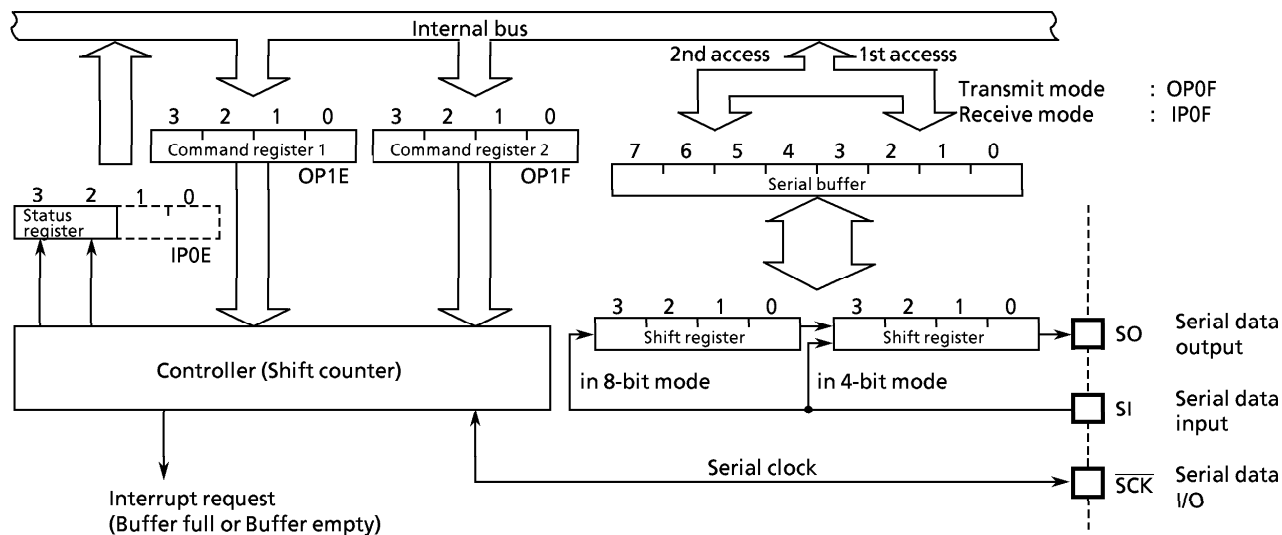 Internal bus
2nd access
1st accesss
Transmit mode : OP0F
Receive mode : IP0F
3 2 1 0
Command register 1
OP1E
3 2 1 0
Command register 2
OP1F
7 6 5 4 3 2 1 0
Serial buffer
3 2 1 0
Status
register
IP0E
3 2 1 0
Shift register
3 2 1 0
Shift register
SO
Serial data
output
Controller (Shift counter)
in 8-bit mode
in 4-bit mode
SI
Serial data
input
Serial clock
SCK
Serial data
I/O
Interrupt request
(Buffer full or Buffer empty)